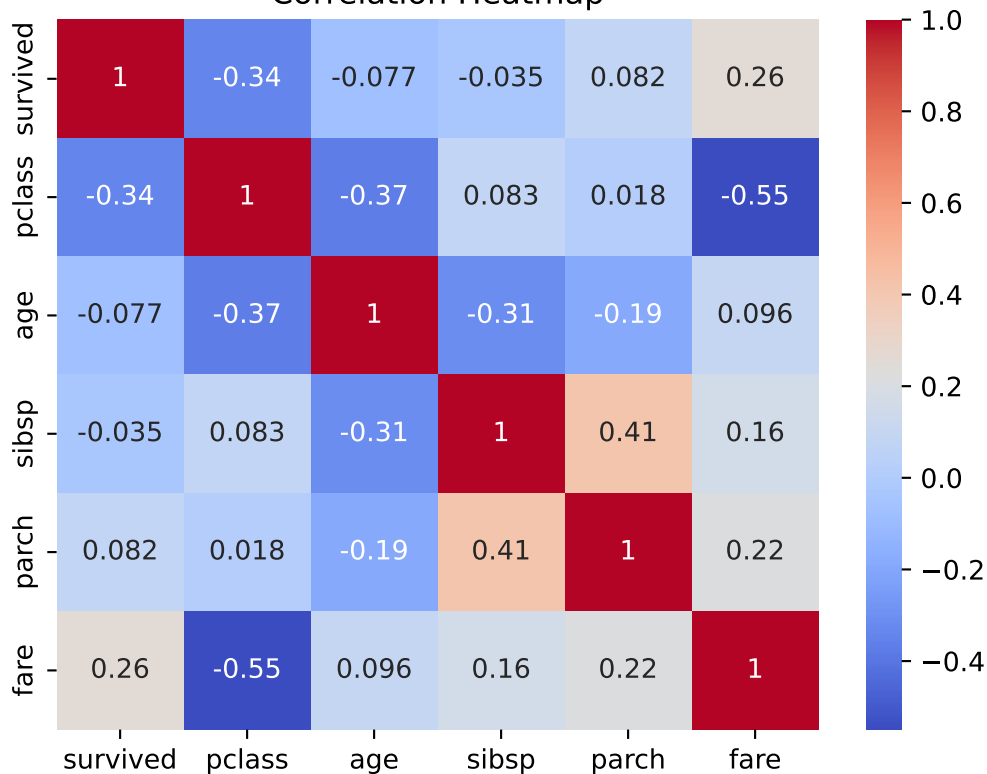 Correlation Heatmap
survived 1 -0.34 -0.077 -0.035 0.082 0.26
pclass -0.34 1 -0.37 0.083 0.018 -0.55
age -0.077 -0.37 1 -0.31 -0.19 0.096
sibsp -0.035 0.083 -0.31 1 0.41 0.16
parch 0.082 0.018 -0.19 0.41 1 0.22
fare 0.26 -0.55 0.096 0.16 0.22 1
survived pclass age sibsp parch fare
1.0
0.8
0.6
0.4
0.2
0.0
−0.2
−0.4